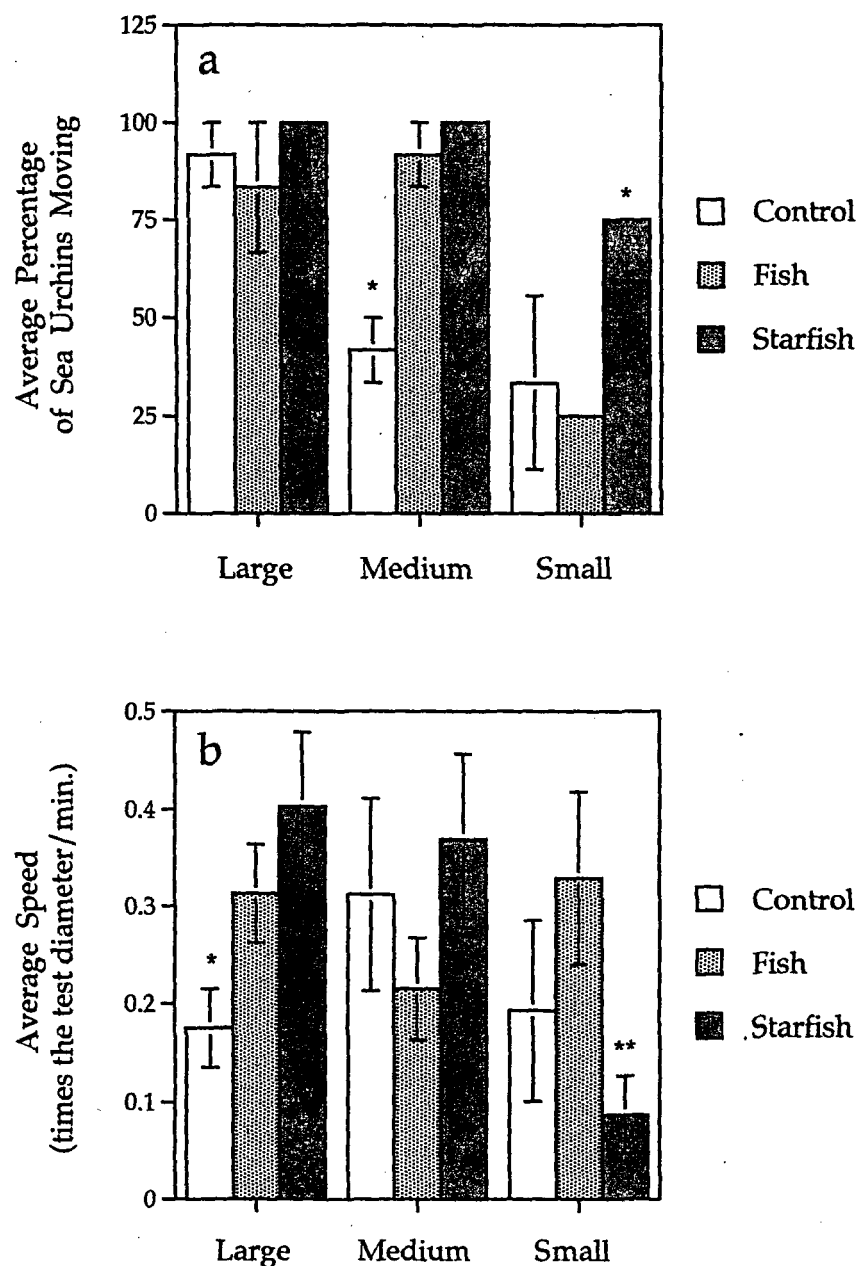 a
Average Percentage
of Sea Urchins Moving
125
100
75
50
25
0
*
*
Large
Medium
Small
Control
Fish
Starfish
b
Average Speed
(times the test diameter/min.)
0.5
0.4
0.3
0.2
0.1
0
*
**
Large
Medium
Small
Control
Fish
Starfish